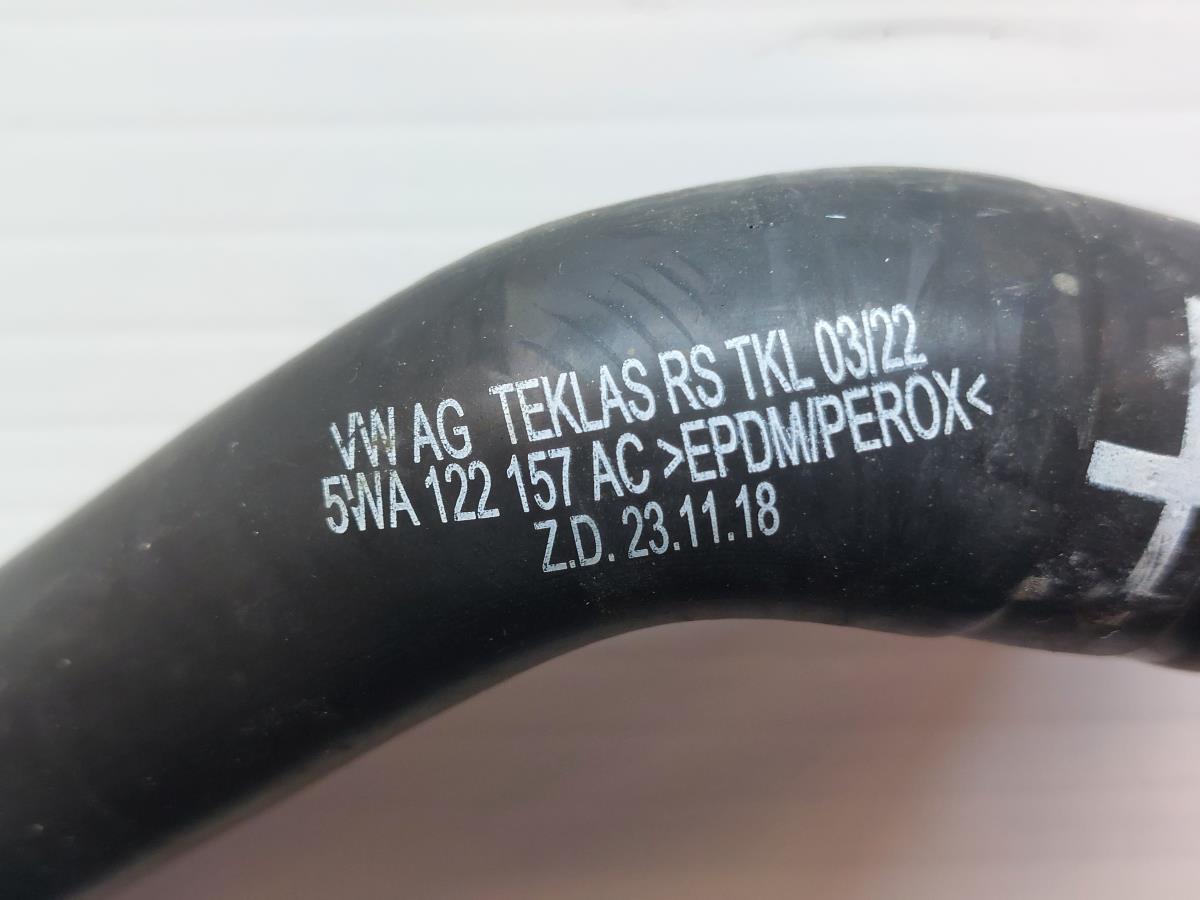 VW AG TEKLAS RS TKL 03/22
5WA 122 157 AC >EPDM/PEROX<
Z.D. 23.11.18